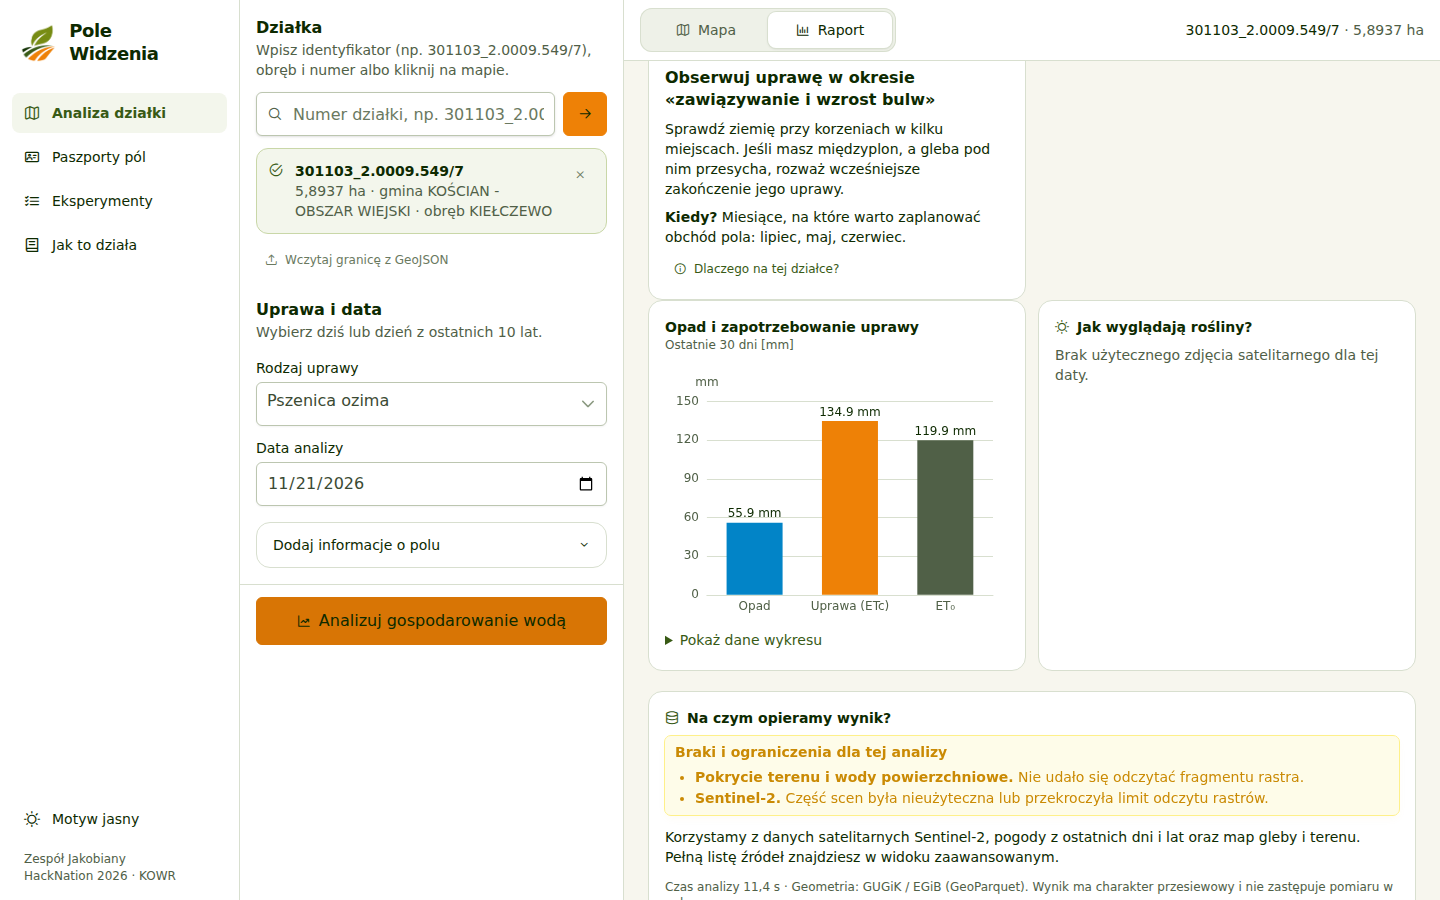 Pole
Widzenia
Analiza działki
Paszporty pól
Eksperymenty
Jak to działa
Motyw jasny
Zespół Jakobiany
HackNation 2026 · KOWR
Działka
Wpisz identyfikator (np. 301103_2.0009.549/7),
obręb i numer albo kliknij na mapie.
Numer działki, np. 301103_2.00
301103_2.0009.549/7
5,8937 ha · gmina KOŚCIAN -
OBSZAR WIEJSKI · obręb KIEŁCZEWO
Wczytaj granicę z GeoJSON
Uprawa i data
Wybierz dziś lub dzień z ostatnich 10 lat.
Rodzaj uprawy
Pszenica ozima
Data analizy
11/21/2026
Dodaj informacje o polu
Analizuj gospodarowanie wodą
Mapa
Raport
301103_2.0009.549/7 · 5,8937 ha
Obserwuj uprawę w okresie
«zawiązywanie i wzrost bulw»
Sprawdź ziemię przy korzeniach w kilku
miejscach. Jeśli masz międzyplon, a gleba pod
nim przesycha, rozważ wcześniejsze
zakończenie jego uprawy.
Kiedy? Miesiące, na które warto zaplanować
obchód pola: lipiec, maj, czerwiec.
Dlaczego na tej działce?
Opad i zapotrzebowanie uprawy
Ostatnie 30 dni [mm]
mm
150
120
90
60
30
0
55.9 mm
134.9 mm
119.9 mm
Opad
Uprawa (ETc)
ET₀
Pokaż dane wykresu
Jak wyglądają rośliny?
Brak użytecznego zdjęcia satelitarnego dla tej
daty.
Na czym opieramy wynik?
Braki i ograniczenia dla tej analizy
• Pokrycie terenu i wody powierzchniowe. Nie udało się odczytać fragmentu rastra.
• Sentinel-2. Część scen była nieużyteczna lub przekroczyła limit odczytu rastrów.
Korzystamy z danych satelitarnych Sentinel-2, pogody z ostatnich dni i lat oraz map gleby i terenu.
Pełną listę źródeł znajdziesz w widoku zaawansowanym.
Czas analizy 11,4 s · Geometria: GUGiK / EGiB (GeoParquet). Wynik ma charakter przesiewowy i nie zastępuje pomiaru w